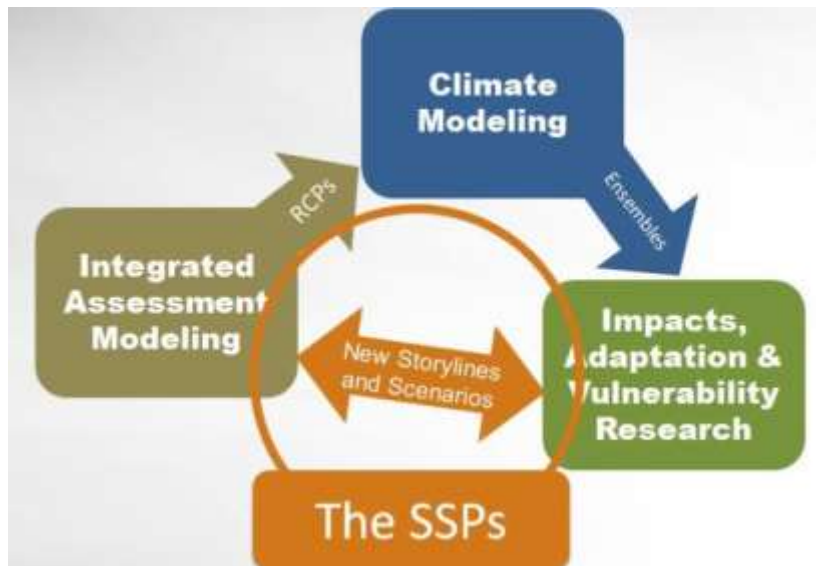 Climate
Modeling
RCPs
Ensembles
Integrated
Assessment
Modeling
New Storylines
and Scenarios
Impacts,
Adaptation &
Vulnerability
Research
The SSPs